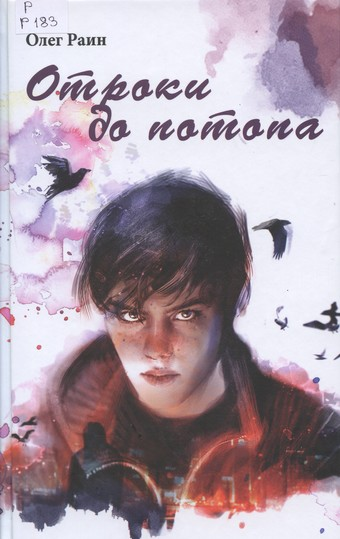 Р
Р183
Олег Раин
Отроки
до потопа